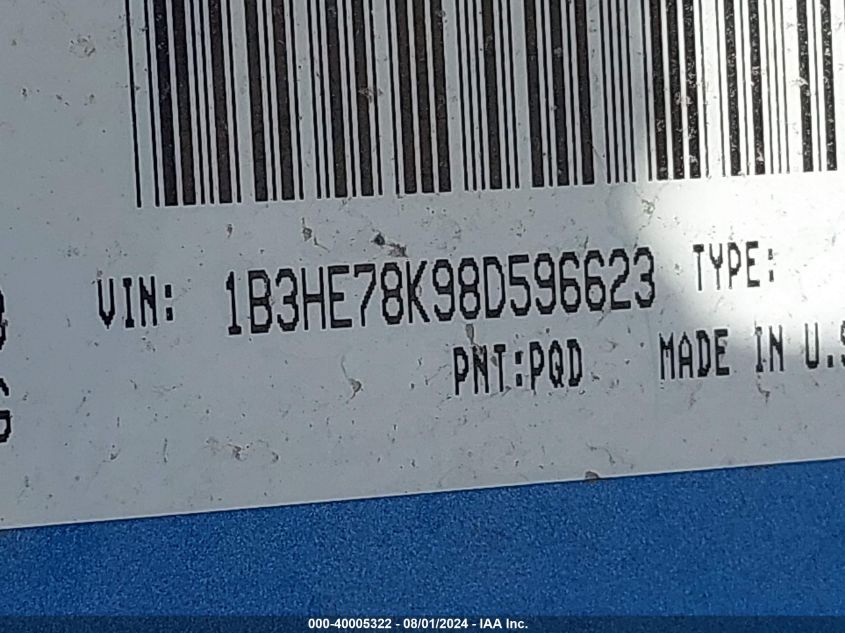 VIN: 1B3HE78K98D596623 TYPE:
PNT:PQD MADE IN U.S
000-40005322 - 08/01/2024 - IAA Inc.